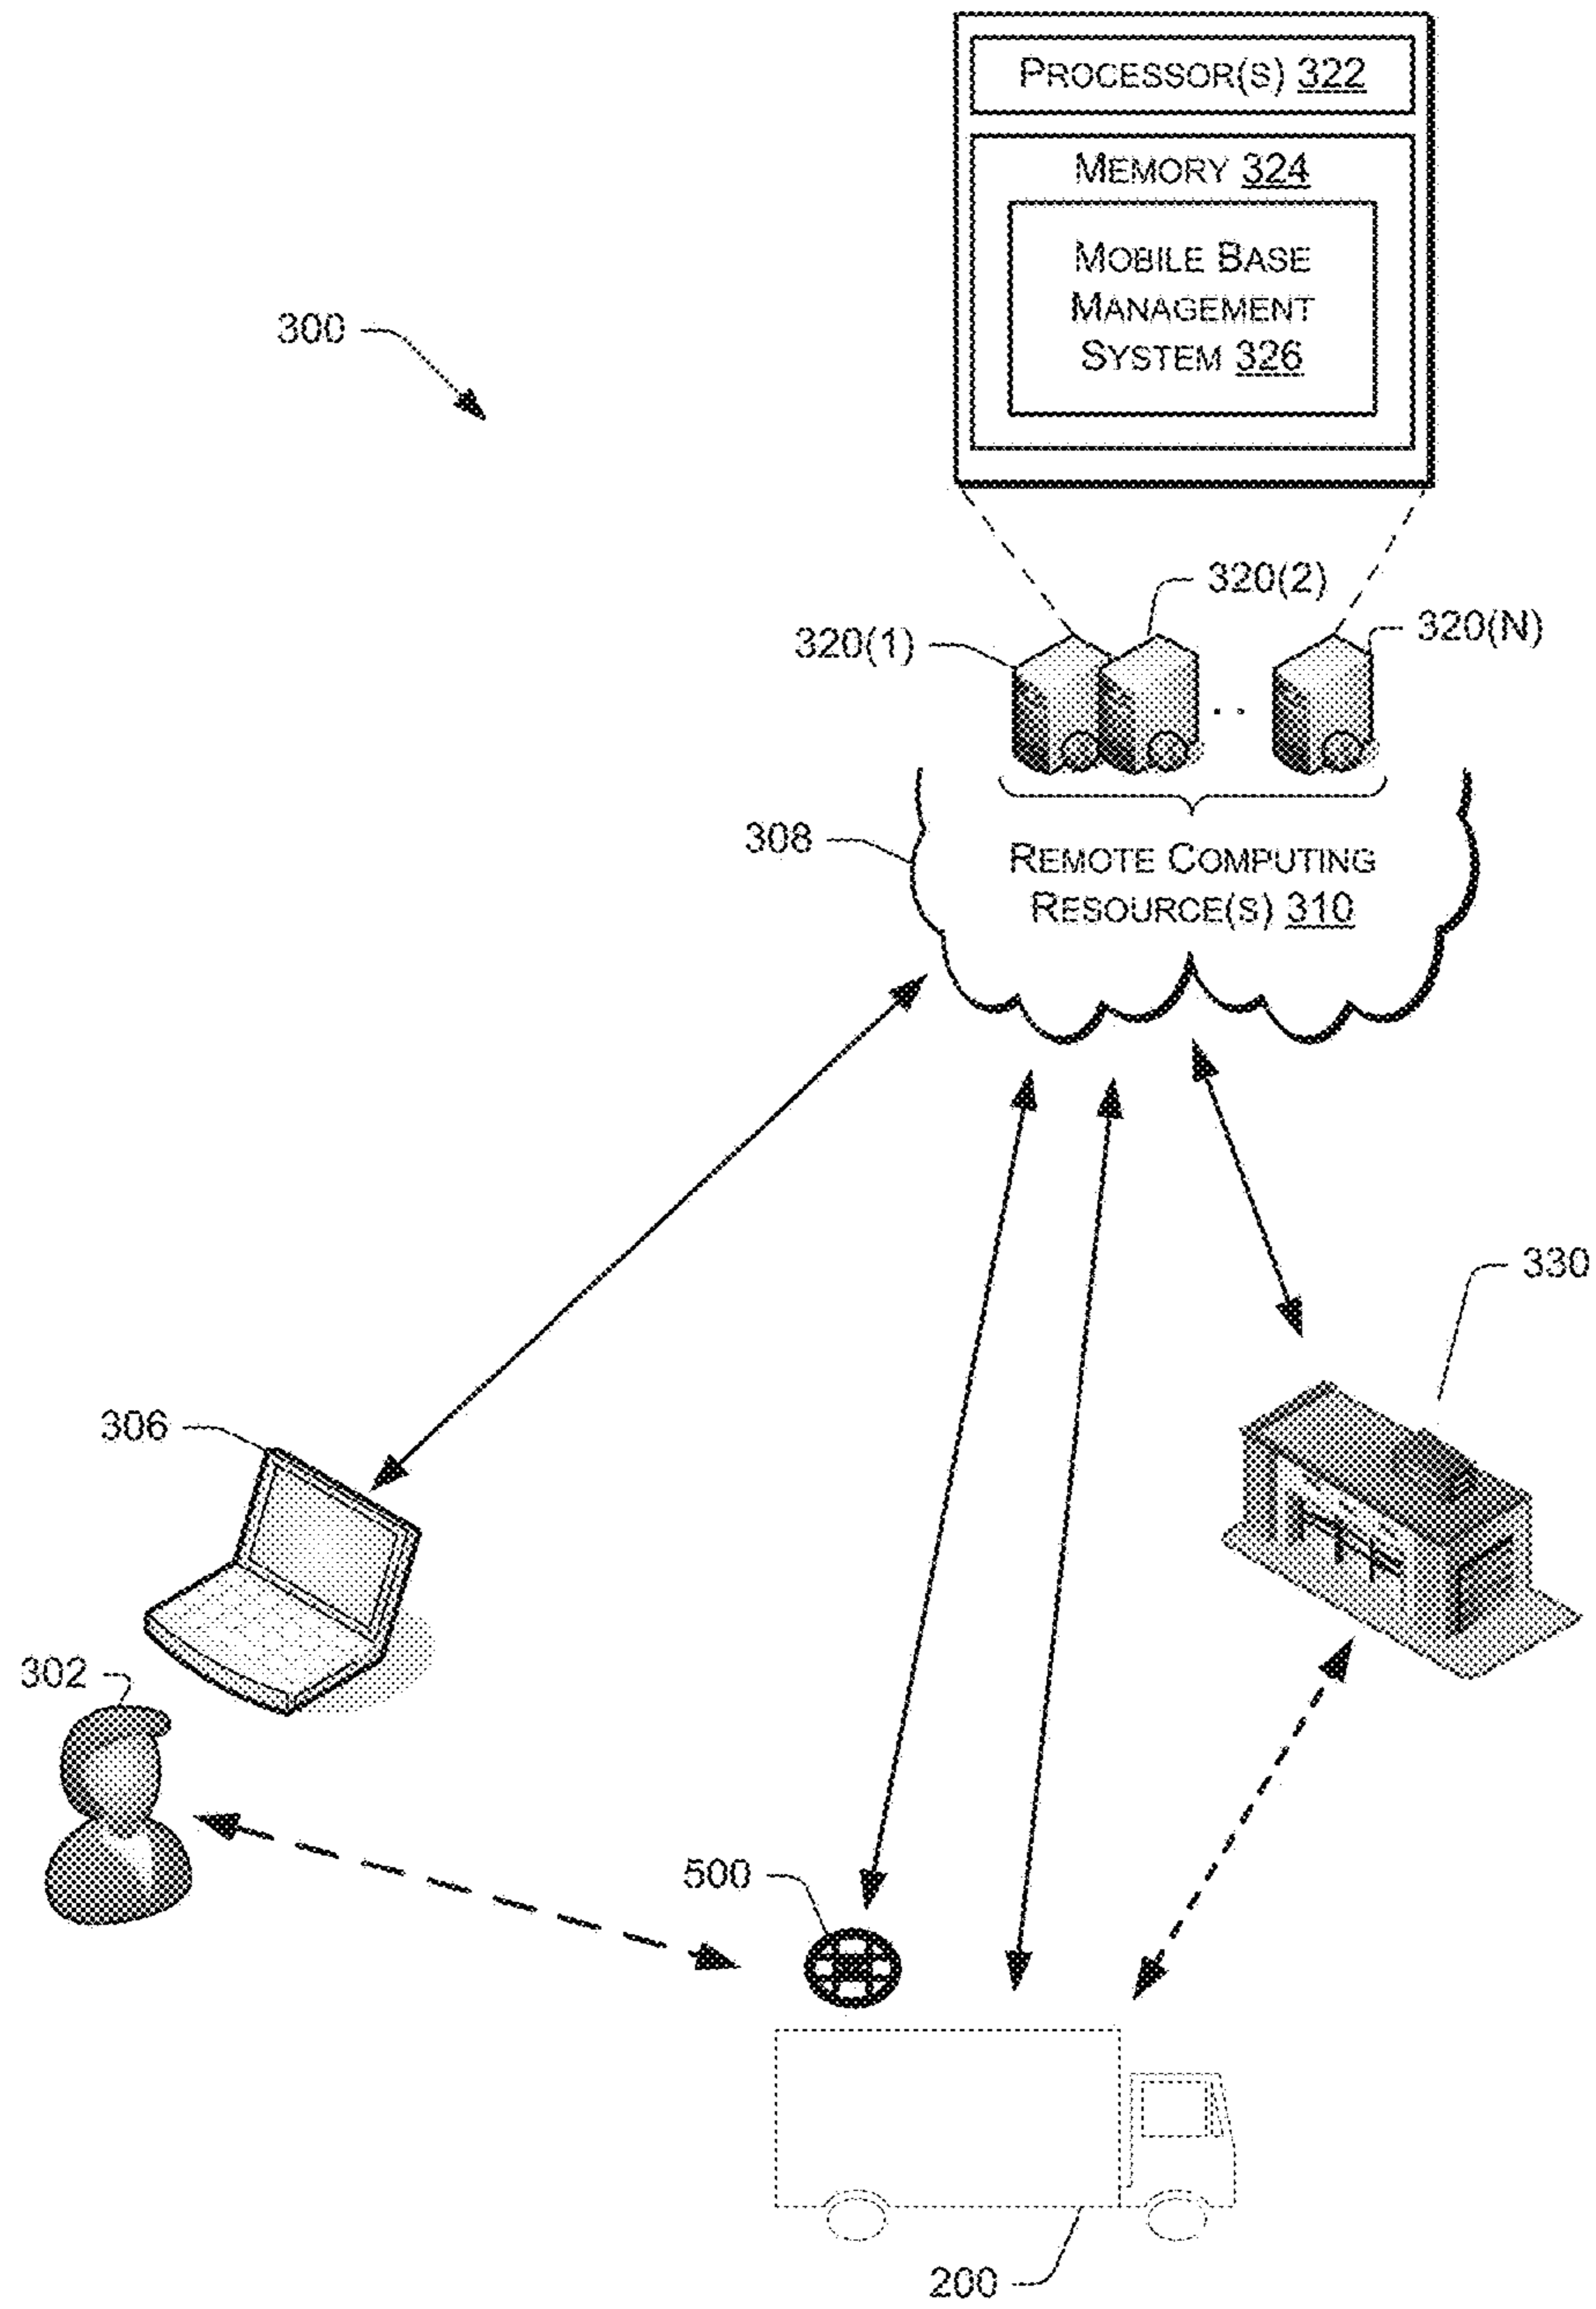 PROCESSOR(S) 322
MEMORY 324
MOBILE BASE
MANAGEMENT
SYSTEM 326
300
320(2)
320(1)
320(N)
308
REMOTE COMPUTING
RESOURCE(S) 310
330
306
302
500
200